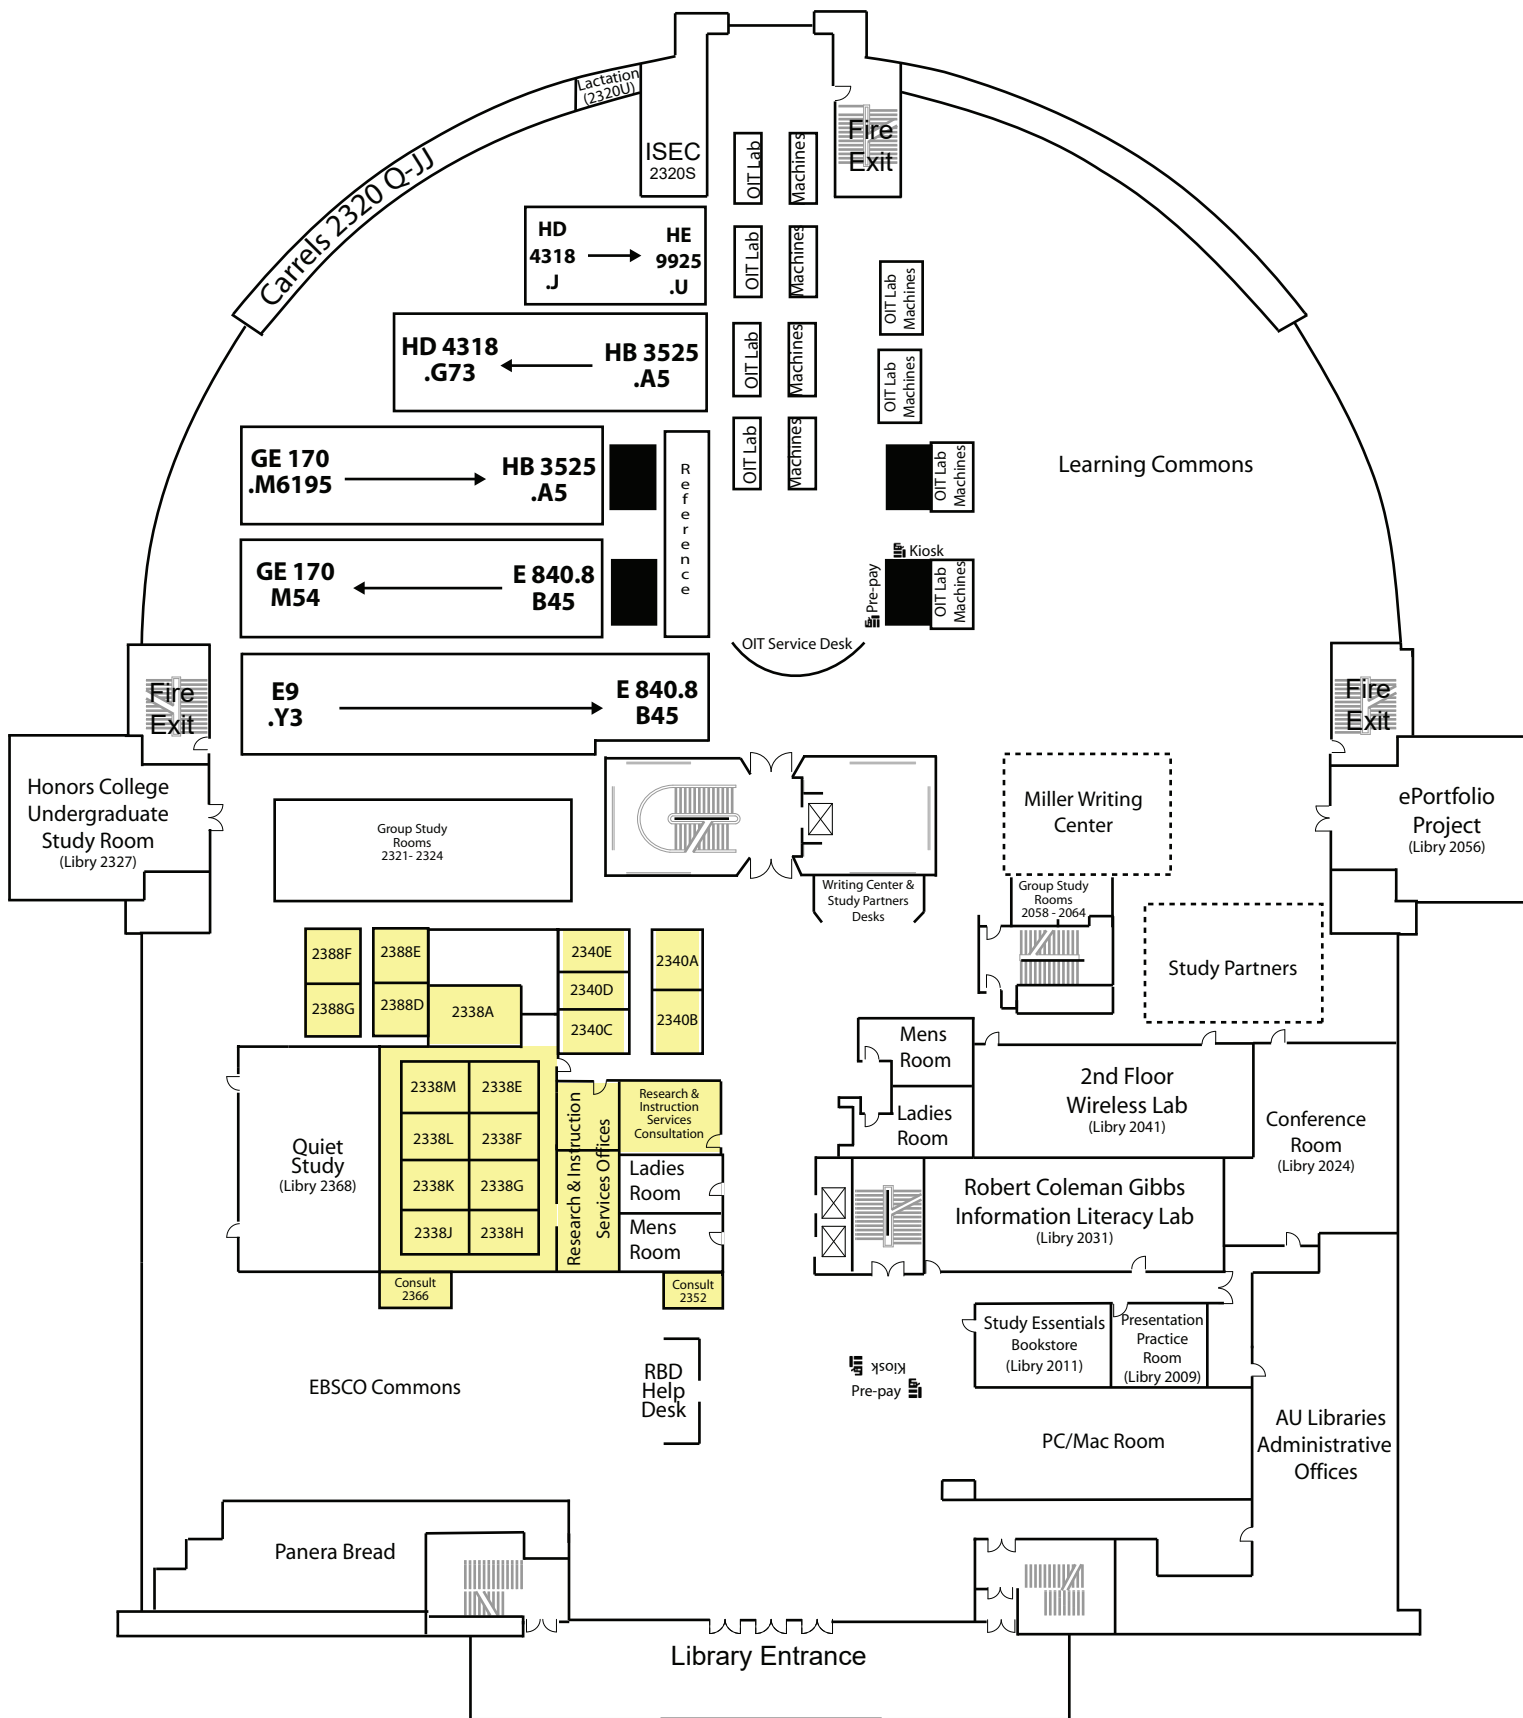 Lactation
(2320U)
ISEC
2320S
Fire
Exit
Carrels 2320 Q-JJ
OIT Lab
Machines
OIT Lab
Machines
OIT Lab
Machines
OIT Lab
Machines
HD
4318
.J
HE
9925
.U
HD 4318
.G73
HB 3525
.A5
GE 170
.M6195
HB 3525
.A5
GE 170
M54
E 840.8
B45
E9
.Y3
E 840.8
B45
Reference
OIT Lab
Machines
OIT Lab
Machines
OIT Lab
Machines
OIT Lab
Machines
Learning Commons
Kiosk
Pre-pay
OIT Service Desk
Fire
Exit
Fire
Exit
Honors College
Undergraduate
Study Room
(Libry 2327)
Group Study
Rooms
2321- 2324
Miller Writing
Center
ePortfolio
Project
(Libry 2056)
Writing Center &
Study Partners
Desks
Group Study
Rooms
2058 - 2064
Study Partners
2388F
2388E
2388G
2388D
2338A
2340E
2340D
2340C
2340A
2340B
2338M
2338E
2338L
2338F
2338K
2338G
2338J
2338H
Quiet
Study
(Libry 2368)
Research & Instruction
Services Offices
Research &
Instruction
Services
Consultation
Ladies
Room
Mens
Room
Consult
2366
Consult
2352
Mens
Room
Ladies
Room
2nd Floor
Wireless Lab
(Libry 2041)
Conference
Room
(Libry 2024)
Robert Coleman Gibbs
Information Literacy Lab
(Libry 2031)
Study Essentials
Bookstore
(Libry 2011)
Presentation
Practice
Room
(Libry 2009)
EBSCO Commons
RBD
Help
Desk
Kiosk
Pre-pay
PC/Mac Room
AU Libraries
Administrative
Offices
Panera Bread
Library Entrance